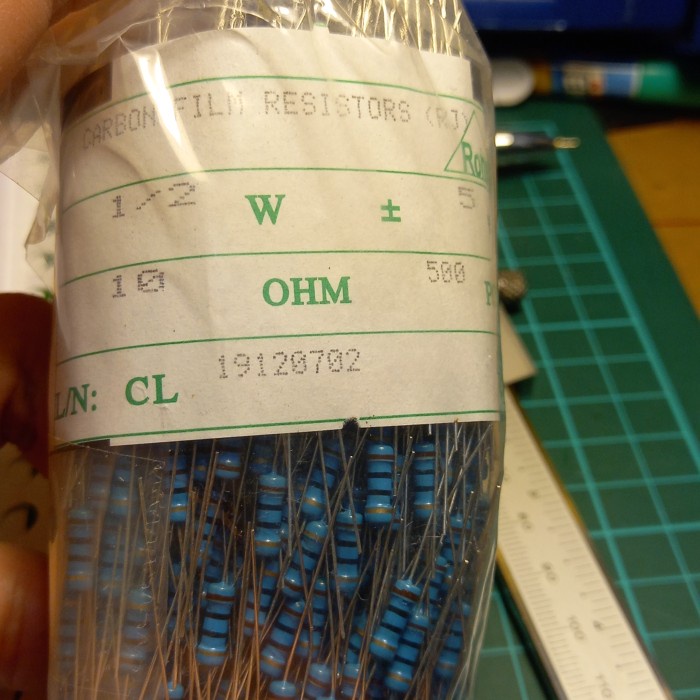 CARBON FILM RESISTORS (RJ)
1/2 W ± 5
10 OHM 500 P
L/N: CL 19120702